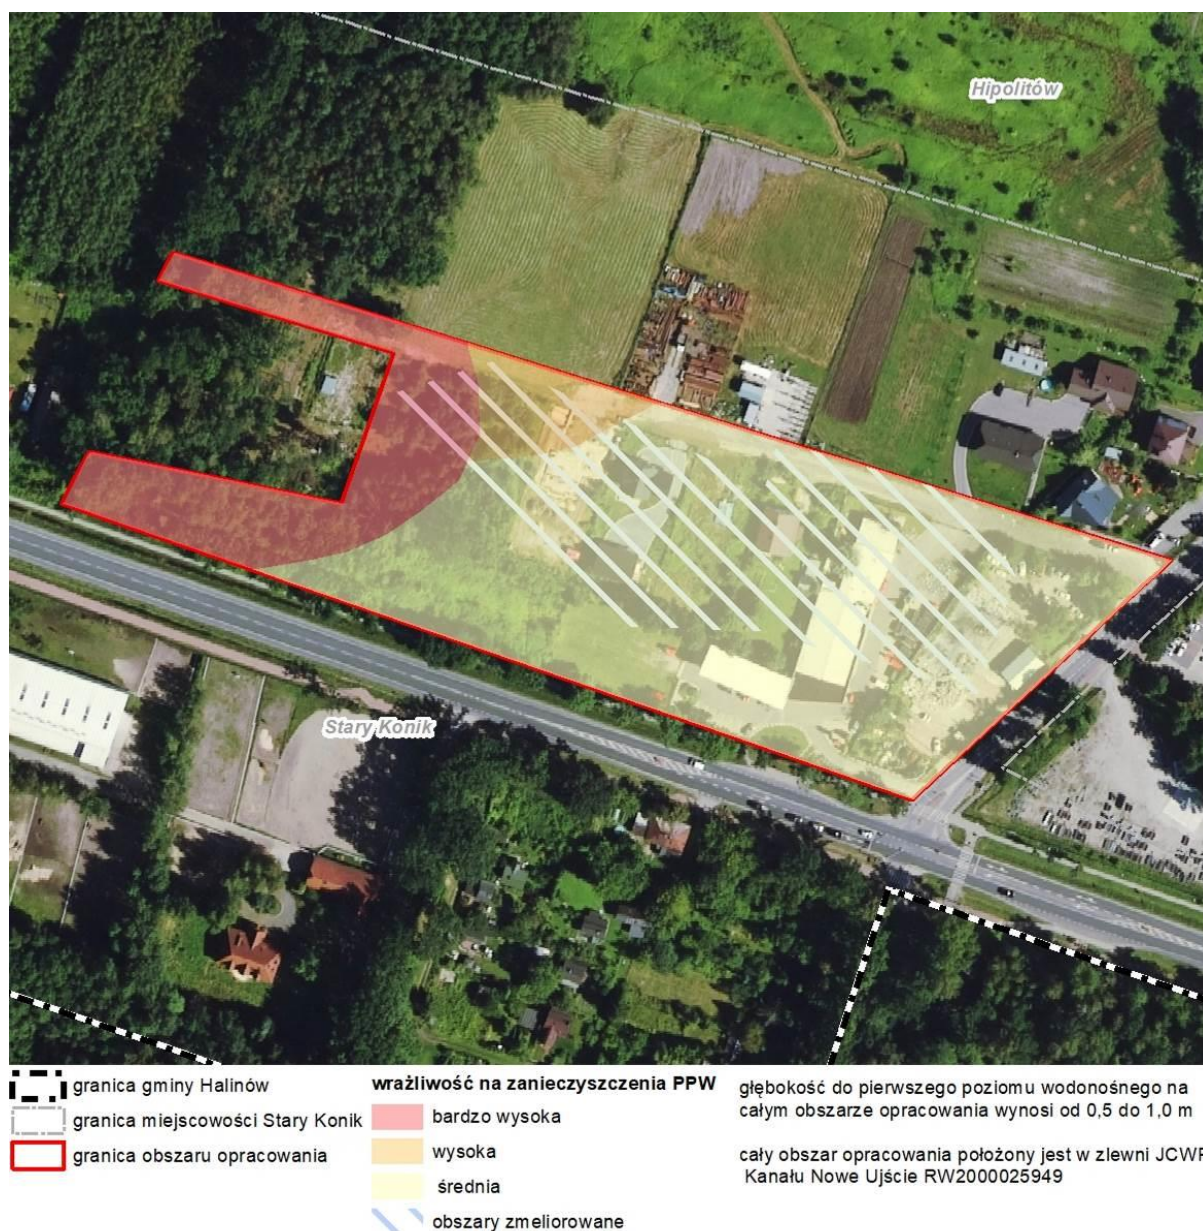 Hipolitów
Stary Konik
granica gminy Halinów
granica miejscowości Stary Konik
granica obszaru opracowania
wrażliwość na zanieczyszczenia PPW
bardzo wysoka
wysoka
średnia
obszary zmeliorowane
głębokość do pierwszego poziomu wodonośnego na
całym obszarze opracowania wynosi od 0,5 do 1,0 m
cały obszar opracowania położony jest w zlewni JCWP
Kanału Nowe Ujście RW2000025949